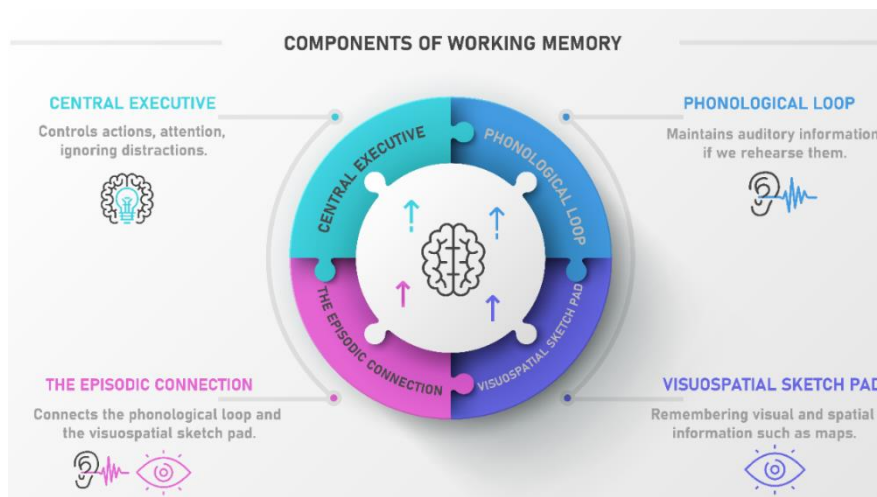 COMPONENTS OF WORKING MEMORY
CENTRAL EXECUTIVE
Controls actions, attention,
ignoring distractions.
PHONOLOGICAL LOOP
Maintains auditory information
if we rehearse them.
CENTRAL EXECUTIVE
PHONOLOGICAL LOOP
THE EPISODIC CONNECTION
VISUOSPATIAL SKETCH PAD
THE EPISODIC CONNECTION
Connects the phonological loop and
the visuospatial sketch pad.
VISUOSPATIAL SKETCH PAD
Remembering visual and spatial
information such as maps.